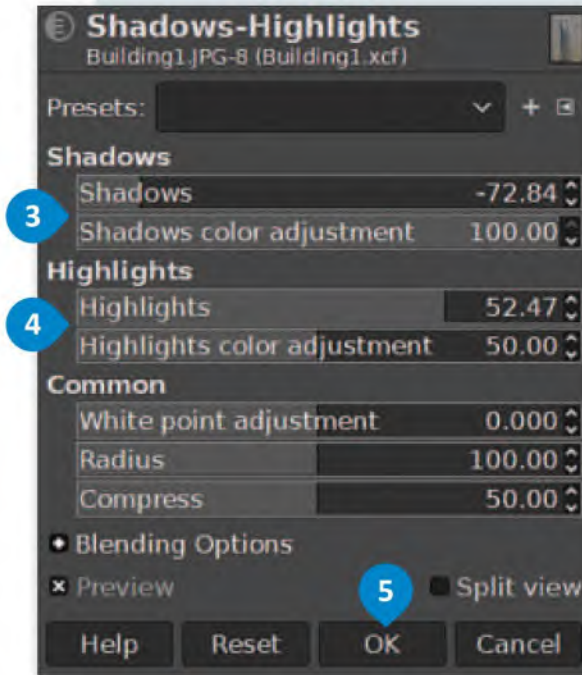 Shadows-Highlights
Building1.JPG-8 (Building1.xcf)
Presets:
Shadows
3
Shadows -72.84
Shadows color adjustment 100.00
Highlights
4
Highlights 52.47
Highlights color adjustment 50.00
Common
White point adjustment 0.000
Radius 100.00
Compress 50.00
Blending Options
Preview 5 Split view
Help Reset OK Cancel